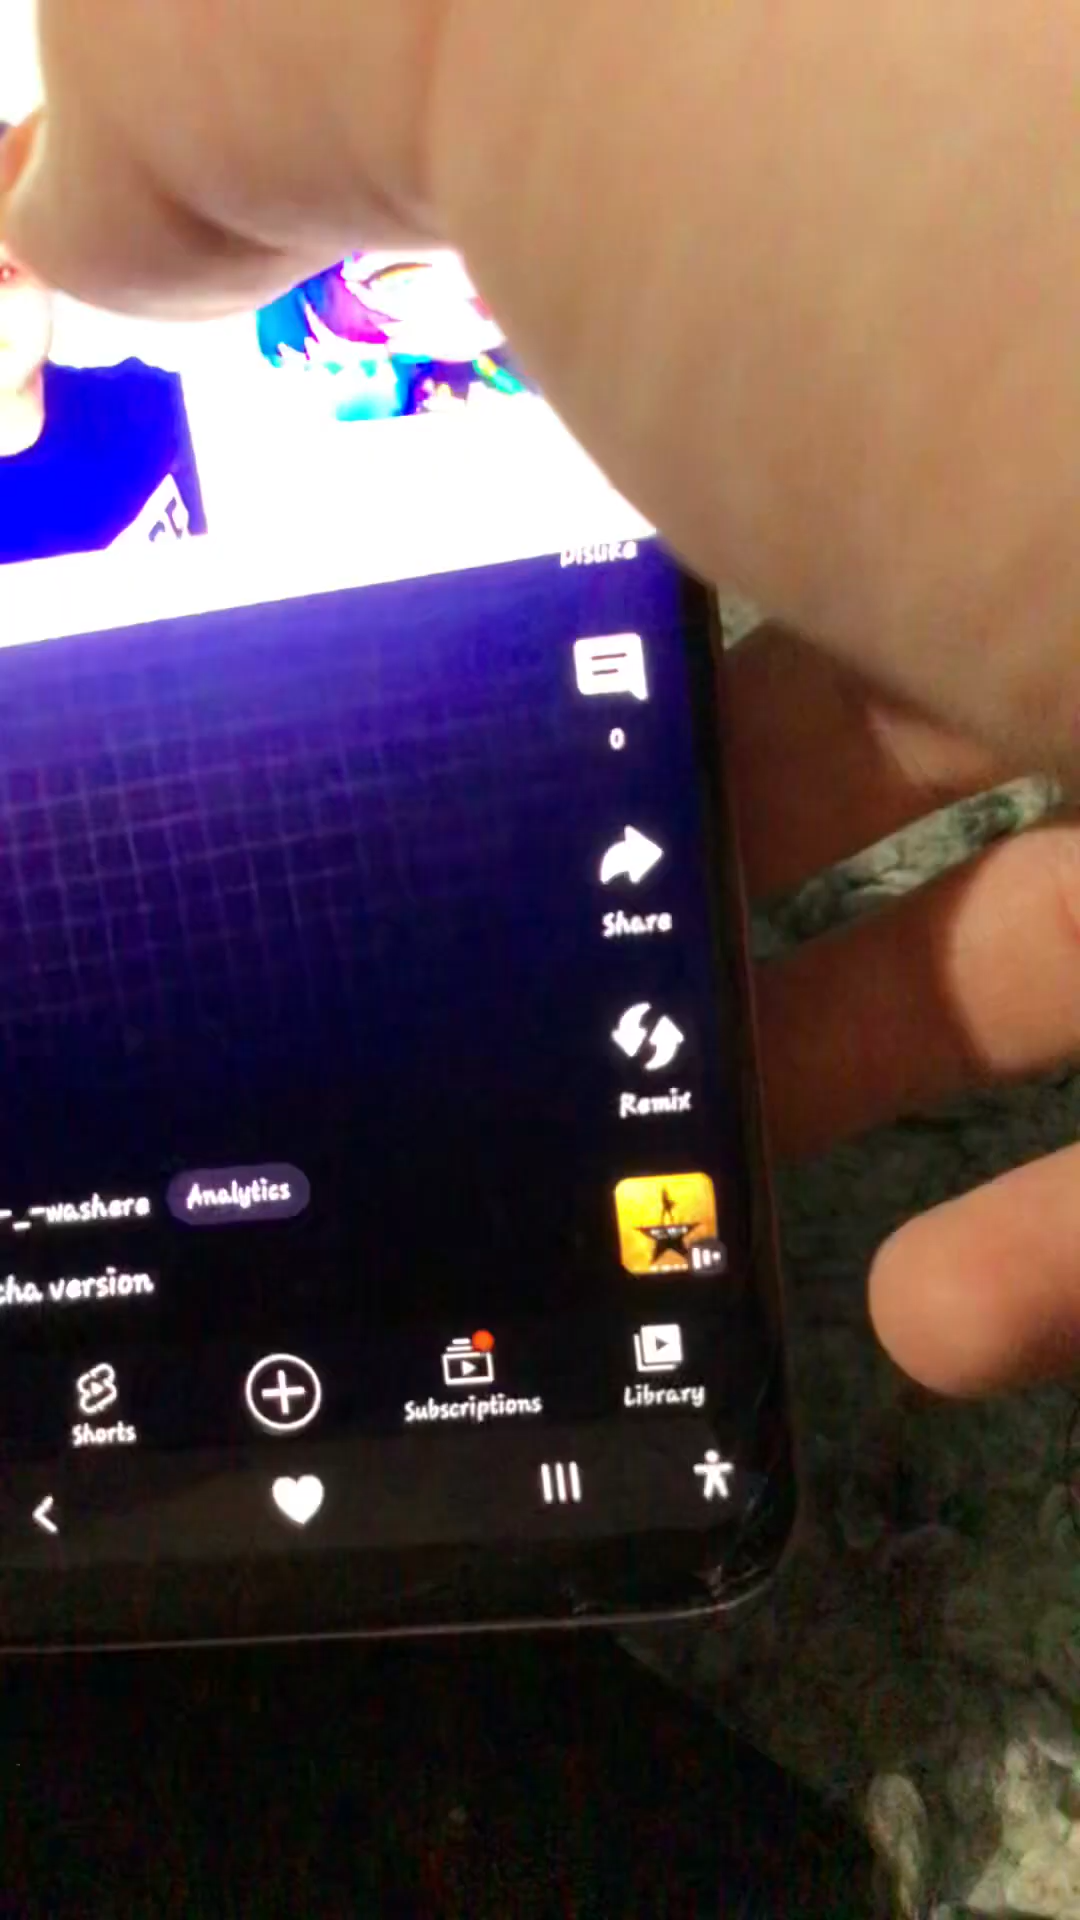 Dislike
0
Share
Remix
-_-washere Analytics
cha version
Shorts
Subscriptions
Library